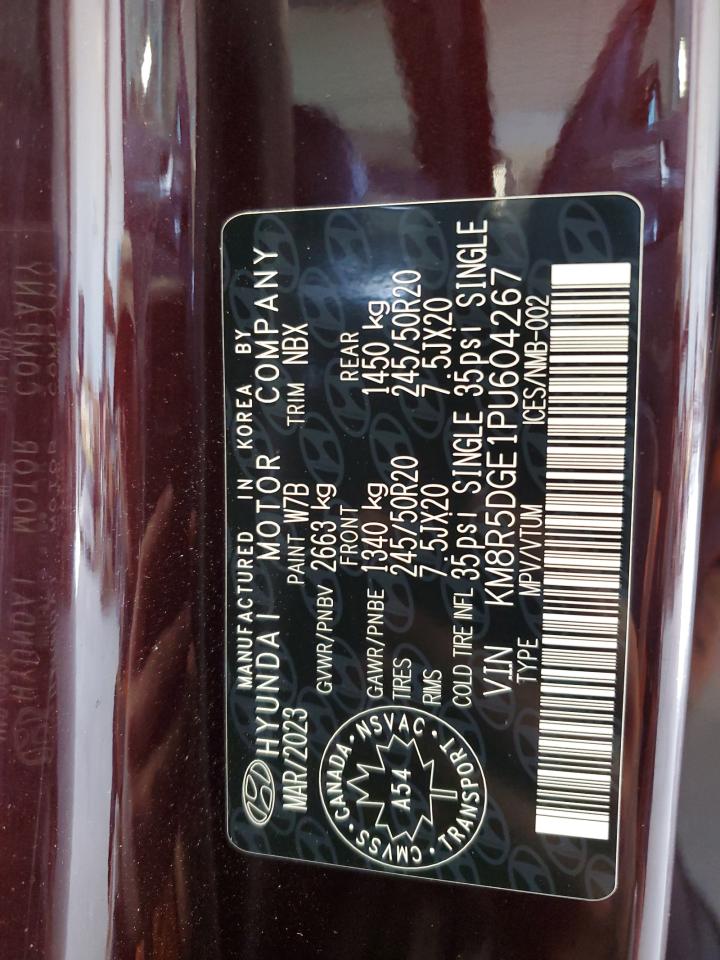 MANUFACTURED IN KOREA BY
HYUNDAI MOTOR COMPANY
MAR/2023 PAINT W7B TRIM NBX
GVWR/PNBV 2663 kg
FRONT REAR
GAWR/PNBE 1340 kg 1450 kg
TIRES 245/50R20 245/50R20
RIMS 7.5JX20 7.5JX20
COLD TIRE INFL 35psi SINGLE 35psi SINGLE
VIN KM8R5DGE1PU604267
TYPE MPV/VTUM ICES/NMB-002
CMVSS · CANADA · NSVAC · TRANSPORT ·
A54